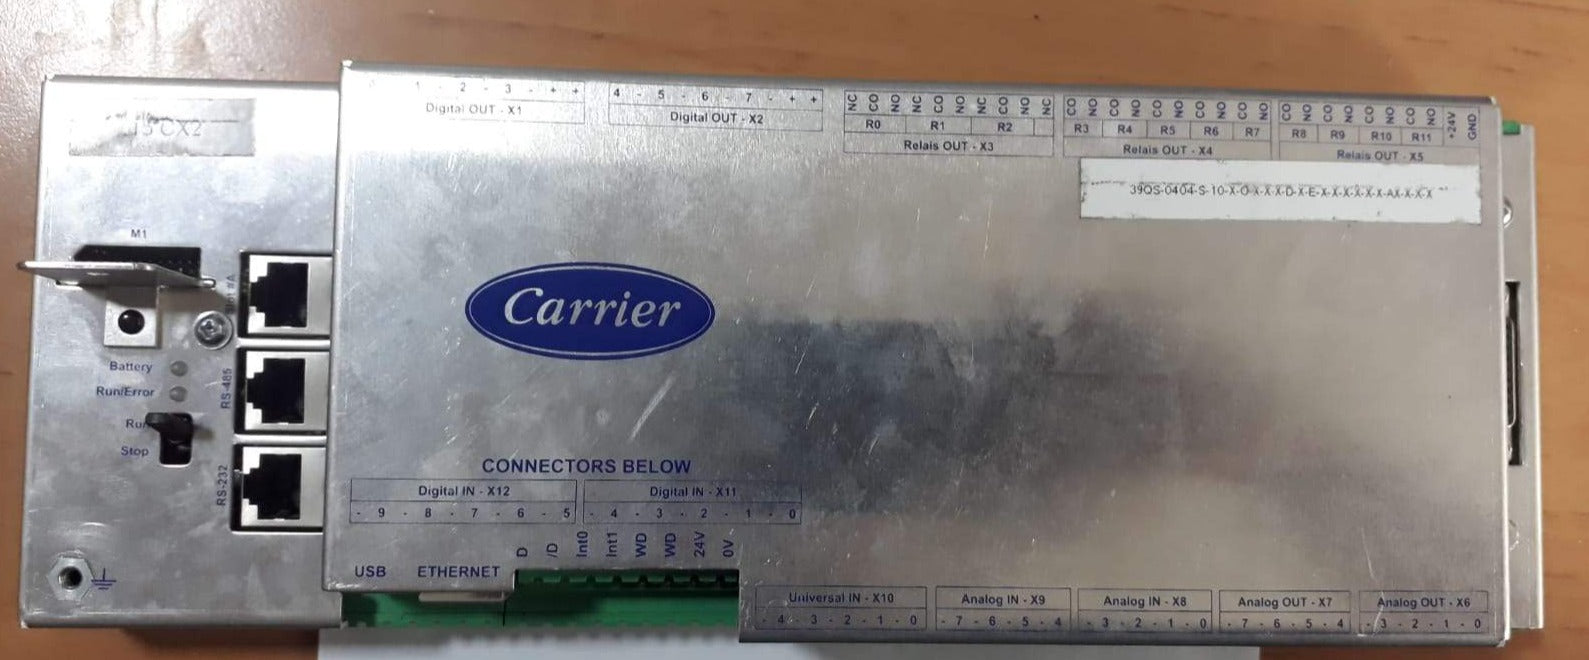 i5 CX2
M1
Battery
Run/Error
Run
Stop
RS-485
RS-232
1 - 2 - 3 - + +
Digital OUT - X1
4 - 5 - 6 - 7 - + +
Digital OUT - X2
NC CO NO NC CO NO NC CO NO NC
R0 R1 R2
Relais OUT - X3
CO NO CO NO CO NO CO NO CO NO
R3 R4 R5 R6 R7
Relais OUT - X4
CO NO CO NO CO NO CO NO +24V GND
R8 R9 R10 R11
Relais OUT - X5
39QS-0404-S-10-X-O-X-X-X-D-X-E-X-X-X-X-X-X-AX-X-X-X
Carrier
CONNECTORS BELOW
Digital IN - X12
- 9 - 8 - 7 - 6 - 5
Digital IN - X11
- 4 - 3 - 2 - 1 - 0
D /D Int0 Int1 WD WD 24V 0V
USB ETHERNET
Universal IN - X10
- 4 - 3 - 2 - 1 - 0
Analog IN - X9
- 7 - 6 - 5 - 4
Analog IN - X8
- 3 - 2 - 1 - 0
Analog OUT - X7
- 7 - 6 - 5 - 4
Analog OUT - X6
- 3 - 2 - 1 - 0